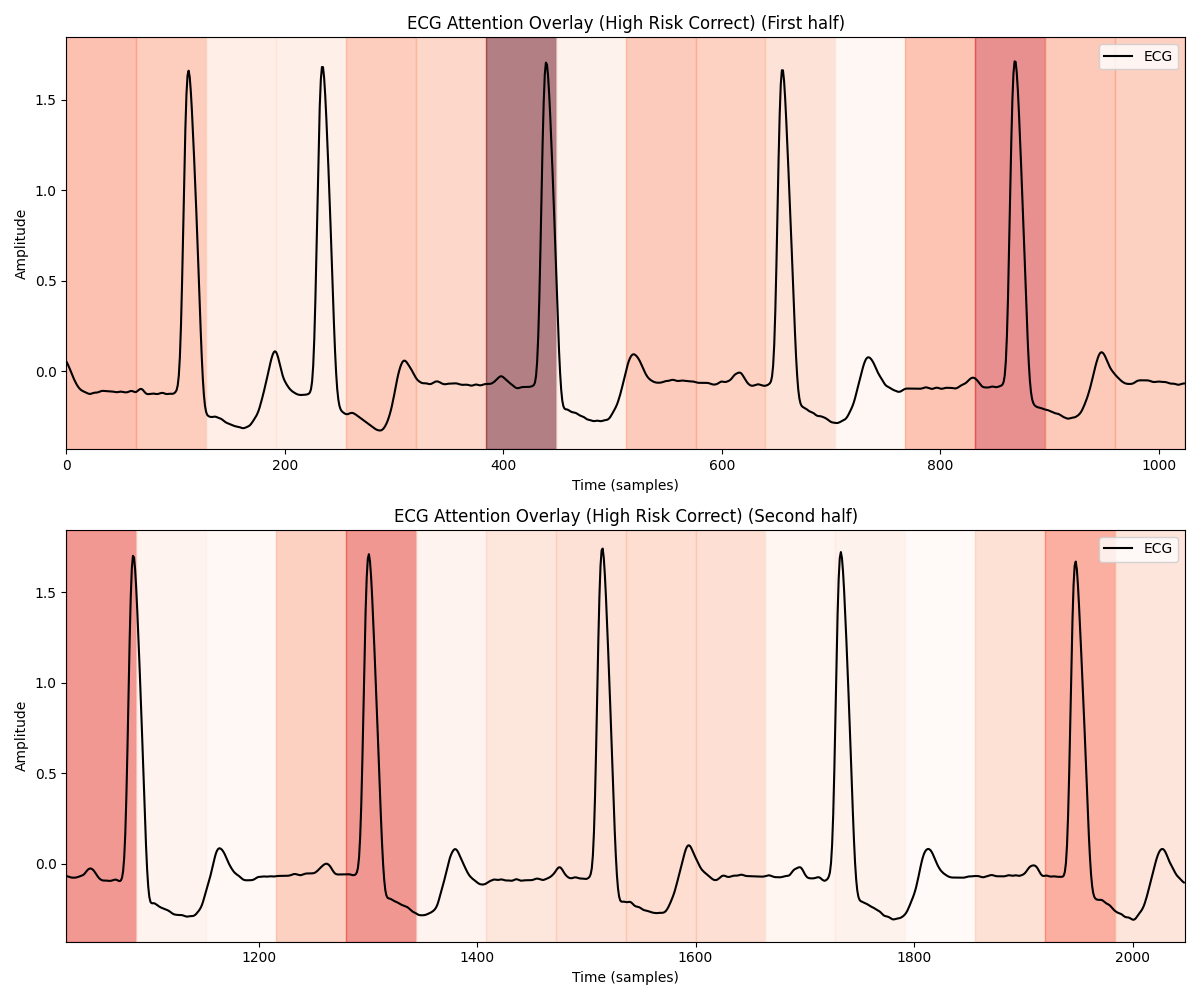 ECG Attention Overlay (High Risk Correct) (First half)
ECG
Amplitude
1.5
1.0
0.5
0.0
0 200 400 600 800 1000
Time (samples)
ECG Attention Overlay (High Risk Correct) (Second half)
ECG
Amplitude
1.5
1.0
0.5
0.0
1200 1400 1600 1800 2000
Time (samples)